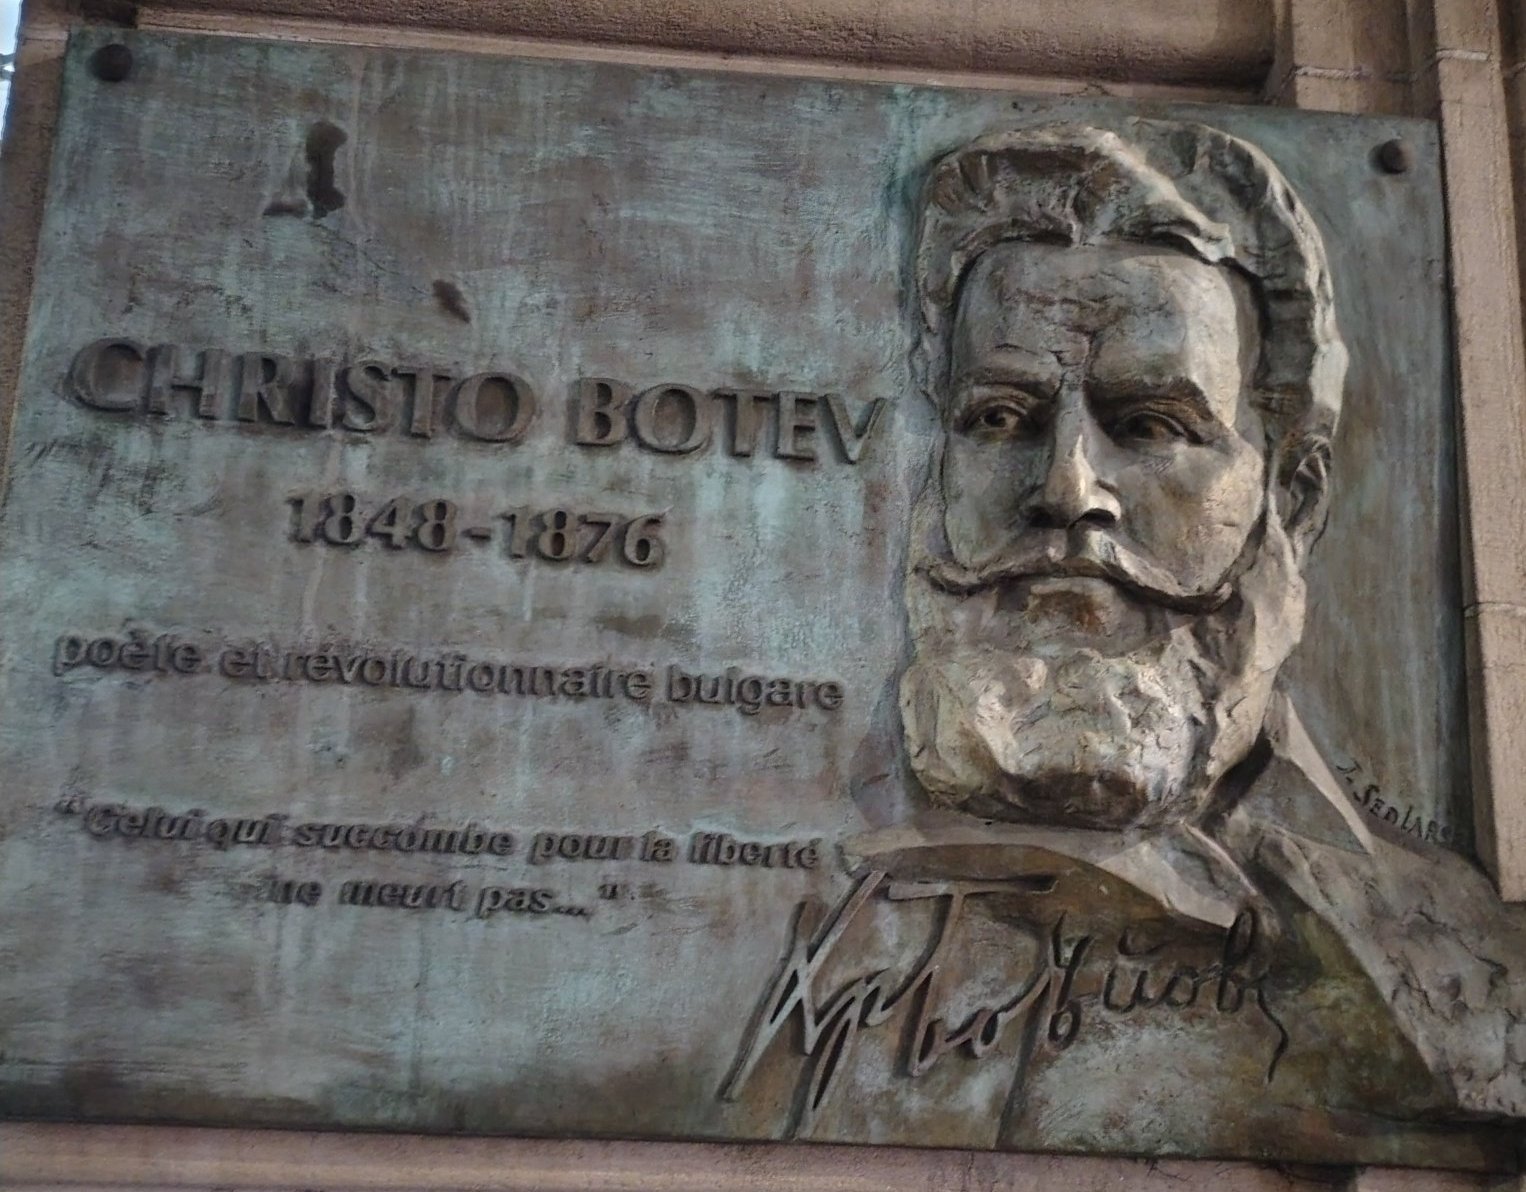 CHRISTO BOTEV
1848-1876
poète et révolutionnaire bulgare
"Celui qui succombe pour la liberté
ne meurt pas..."